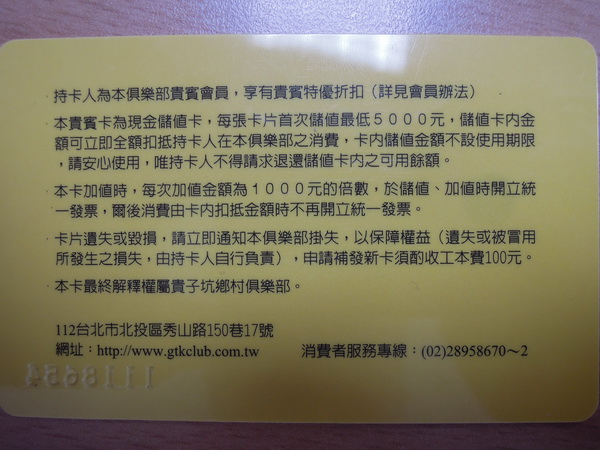 ．持卡人為本俱樂部貴賓會員，享有貴賓特優折扣（詳見會員辦法）
．本貴賓卡為現金儲值卡，每張卡片首次儲值最低5000元，儲值卡內金
額可立即全額扣抵持卡人在本俱樂部之消費，卡內儲值金額不設使用期限
，請安心使用，唯持卡人不得請求退還儲值卡內之可用餘額。
．本卡加值時，每次加值金額為1000元的倍數，於儲值、加值時開立統
一發票，爾後消費由卡內扣抵金額時不再開立統一發票。
．卡片遺失或毀損，請立即通知本俱樂部掛失，以保障權益（遺失或被冒用
所發生之損失，由持卡人自行負責），申請補發新卡須酌收工本費100元。
．本卡最終解釋權屬貴子坑鄉村俱樂部。
112台北市北投區秀山路150巷17號
網址：http://www.gtkclub.com.tw 消費者服務專線：(02)28958670～2
1118654